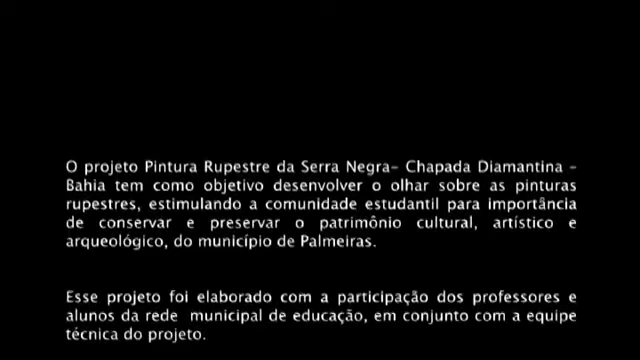 O projeto Pintura Rupestre da Serra Negra- Chapada Diamantina -
Bahia tem como objetivo desenvolver o olhar sobre as pinturas
rupestres, estimulando a comunidade estudantil para importância
de conservar e preservar o patrimônio cultural, artístico e
arqueológico, do município de Palmeiras.
Esse projeto foi elaborado com a participação dos professores e
alunos da rede municipal de educação, em conjunto com a equipe
técnica do projeto.